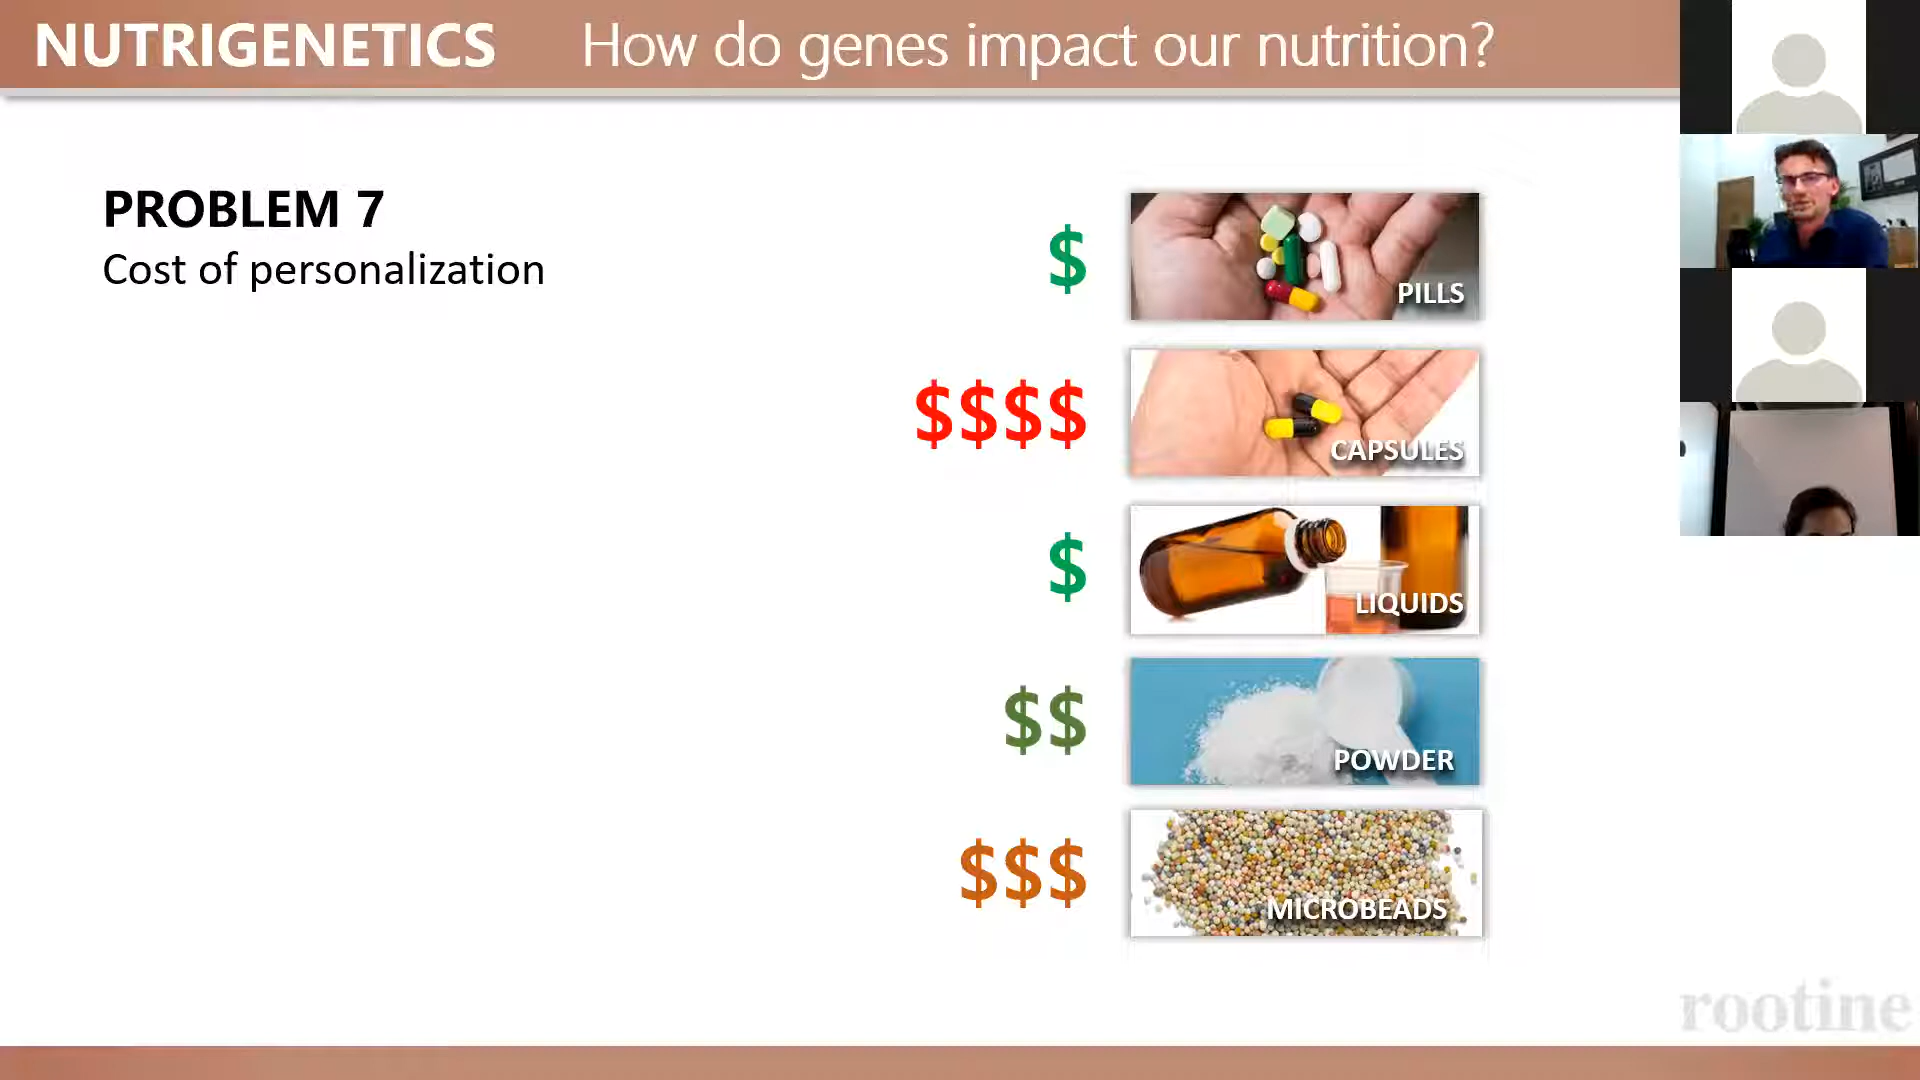 NUTRIGENETICS How do genes impact our nutrition?
PROBLEM 7
Cost of personalization
$ PILLS
$$$$ CAPSULES
$ LIQUIDS
$$ POWDER
$$$ MICROBEADS
rootine